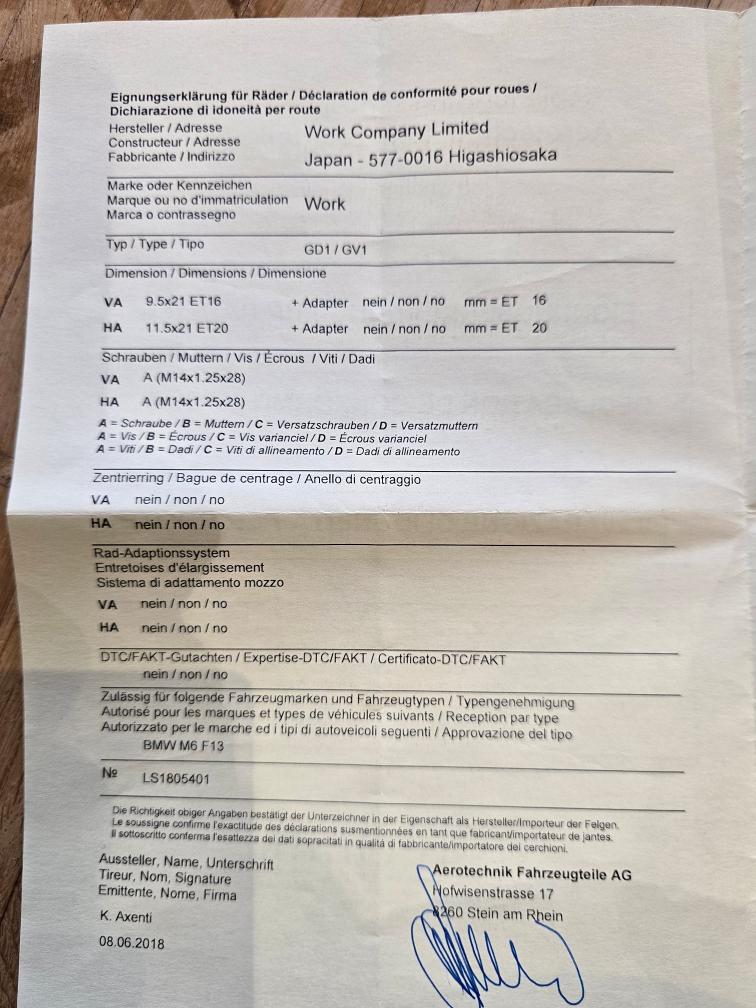 Eignungserklärung für Räder / Déclaration de conformité pour roues /
Dichiarazione di idoneità per route
Hersteller / Adresse
Constructeur / Adresse
Fabbricante / Indirizzo
Work Company Limited
Japan - 577-0016 Higashiosaka
Marke oder Kennzeichen
Marque ou no d'immatriculation
Marca o contrassegno
Work
Typ / Type / Tipo GD1 / GV1
Dimension / Dimensions / Dimensione
VA 9.5x21 ET16 + Adapter nein / non / no mm = ET 16
HA 11.5x21 ET20 + Adapter nein / non / no mm = ET 20
Schrauben / Muttern / Vis / Écrous / Viti / Dadi
VA A (M14x1.25x28)
HA A (M14x1.25x28)
A = Schraube / B = Muttern / C = Versatzschrauben / D = Versatzmuttern
A = Vis / B = Écrous / C = Vis varianciel / D = Écrous varianciel
A = Viti / B = Dadi / C = Viti di allineamento / D = Dadi di allineamento
Zentrierring / Bague de centrage / Anello di centraggio
VA nein / non / no
HA nein / non / no
Rad-Adaptionssystem
Entretoises d'élargissement
Sistema di adattamento mozzo
VA nein / non / no
HA nein / non / no
DTC/FAKT-Gutachten / Expertise-DTC/FAKT / Certificato-DTC/FAKT
nein / non / no
Zulässig für folgende Fahrzeugmarken und Fahrzeugtypen / Typengenehmigung
Autorisé pour les marques et types de véhicules suivants / Reception par type
Autorizzato per le marche ed i tipi di autoveicoli seguenti / Approvazione del tipo
BMW M6 F13
Nº LS1805401
Die Richtigkeit obiger Angaben bestätigt der Unterzeichner in der Eigenschaft als Hersteller/Importeur der Felgen.
Le soussigne confirme l'exactitude des déclarations susmentionnées en tant que fabricant/importateur de jantes.
Il sottoscritto conferma l'esattezza dei dati sopracitati in qualità di fabbricante/importatore dei cerchioni.
Aussteller, Name, Unterschrift
Tireur, Nom, Signature
Emittente, Nome, Firma
K. Axenti
08.06.2018
Aerotechnik Fahrzeugteile AG
Hofwisenstrasse 17
8260 Stein am Rhein